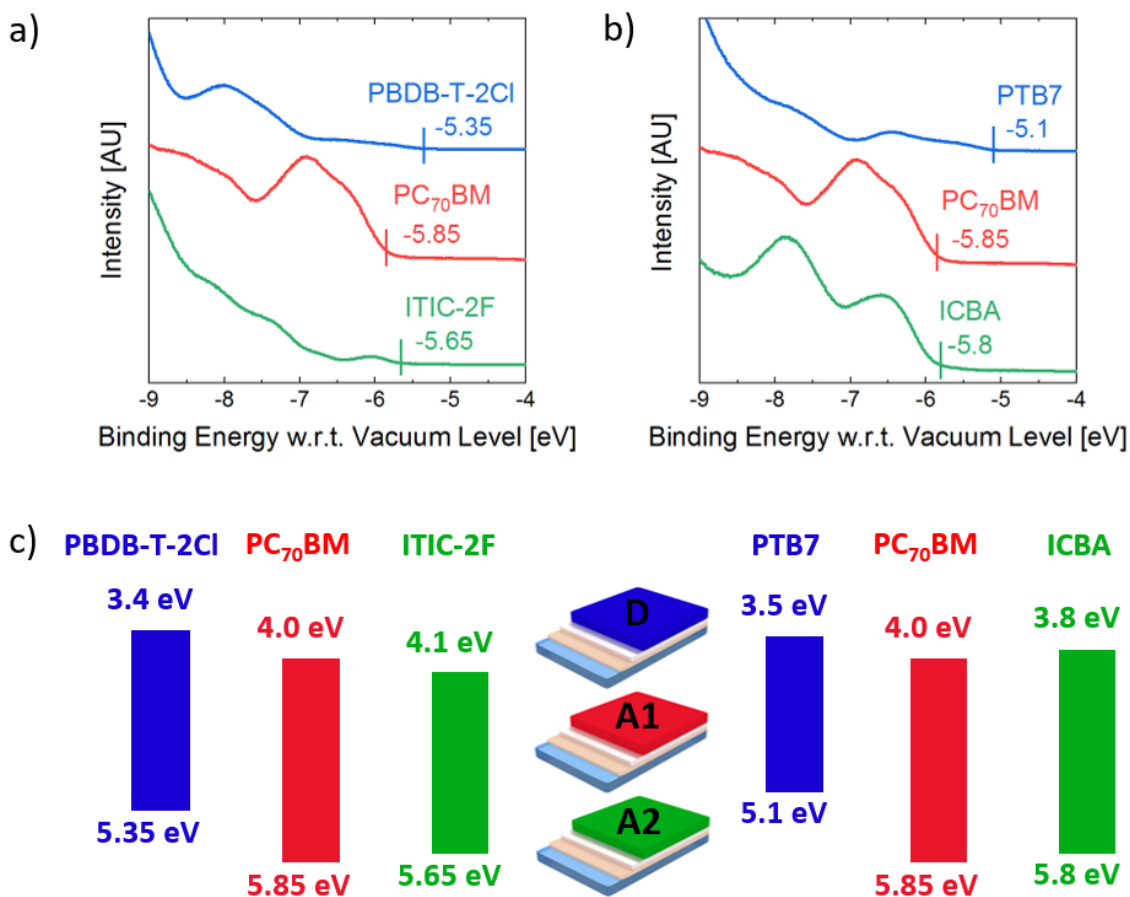 a)
Intensity [AU]
PBDB-T-2Cl
-5.35
PC₇₀BM
-5.85
ITIC-2F
-5.65
-9 -8 -7 -6 -5 -4
Binding Energy w.r.t. Vacuum Level [eV]
b)
Intensity [AU]
PTB7
-5.1
PC₇₀BM
-5.85
ICBA
-5.8
-9 -8 -7 -6 -5 -4
Binding Energy w.r.t. Vacuum Level [eV]
c)
PBDB-T-2Cl PC₇₀BM ITIC-2F PTB7 PC₇₀BM ICBA
3.4 eV 4.0 eV 4.1 eV 3.5 eV 4.0 eV 3.8 eV
D
A1
A2
5.35 eV 5.85 eV 5.65 eV 5.1 eV 5.85 eV 5.8 eV